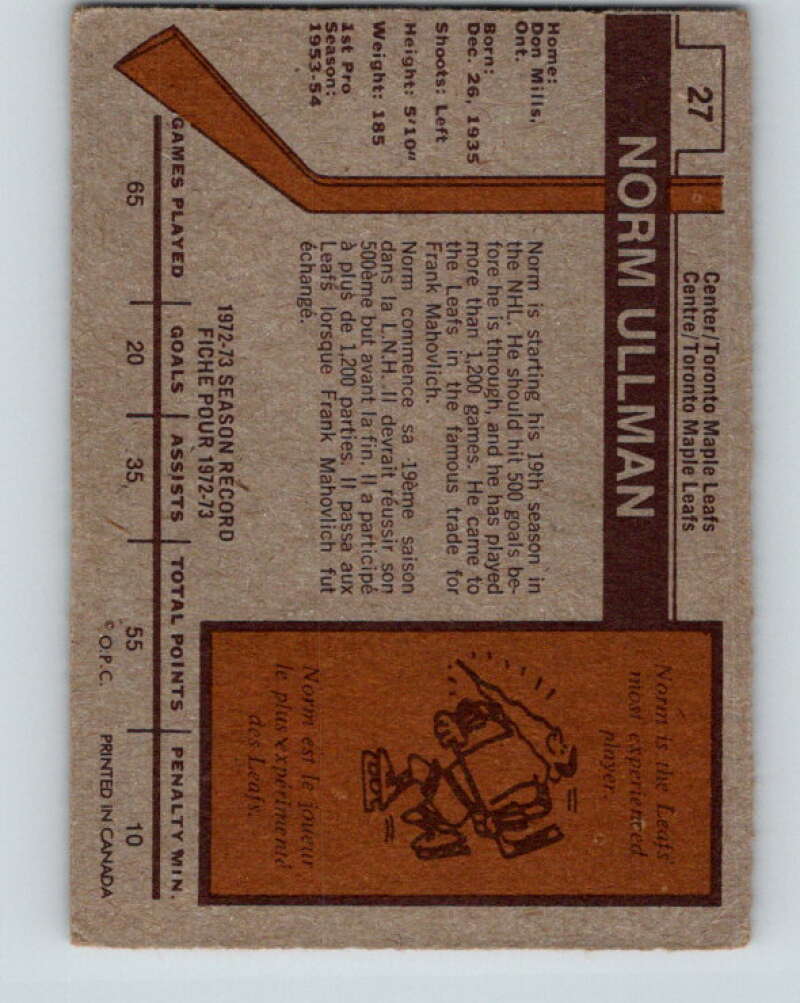 27
NORM ULLMAN
Center/Toronto Maple Leafs
Centre/Toronto Maple Leafs
Home:
Don Mills,
Ont.
Born:
Dec. 26, 1935
Shoots: Left
Height: 5'10"
Weight: 185
1st Pro
Season:
1953-54
Norm is starting his 19th season in
the NHL. He should hit 500 goals be-
fore he is through, and he has played
more than 1,200 games. He came to
the Leafs in the famous trade for
Frank Mahovlich.
Norm commence sa 19ème saison
dans la L.N.H. Il devrait réussir son
500ème but avant la fin. Il a participé
à plus de 1,200 parties. Il passa aux
Leafs lorsque Frank Mahovlich fut
échangé.
Norm is the Leafs'
most experienced
player.
Norm est le joueur
le plus expérimenté
des Leafs.
1972-73 SEASON RECORD
FICHE POUR 1972-73
GAMES PLAYED GOALS ASSISTS TOTAL POINTS PENALTY MIN.
65 20 35 55 10
© O.P.C. PRINTED IN CANADA